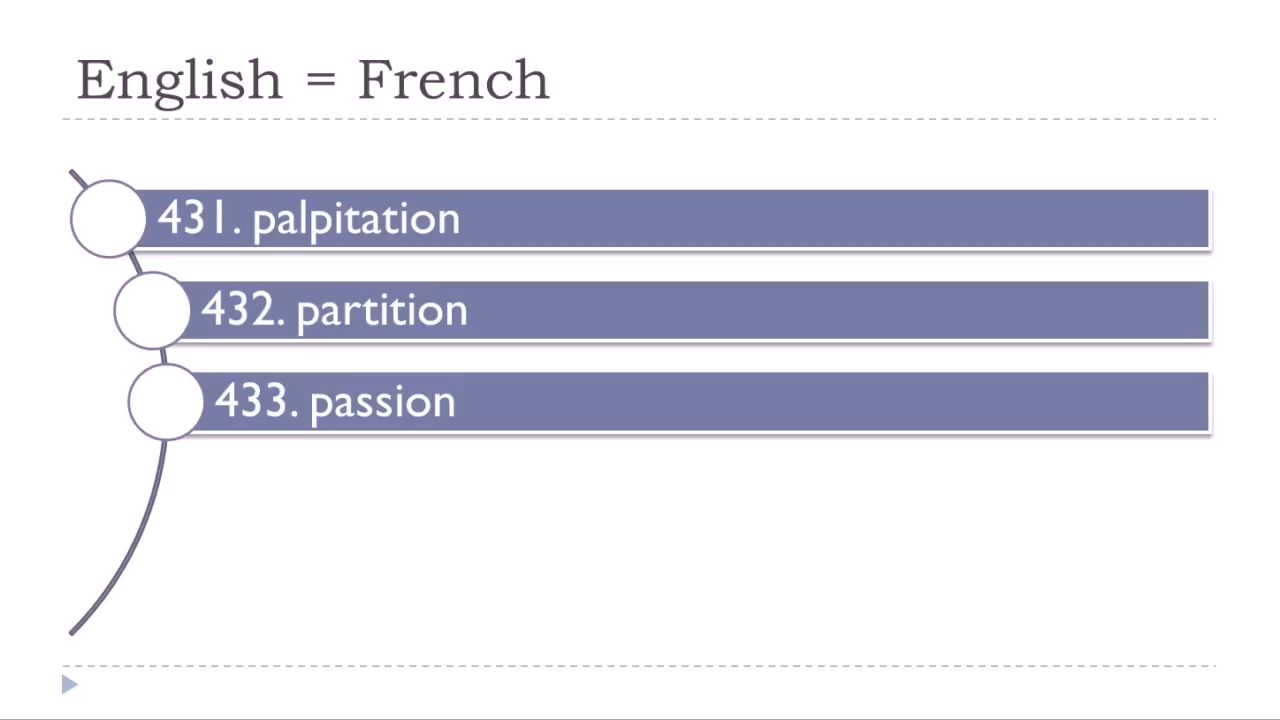 English = French
431. palpitation
432. partition
433. passion